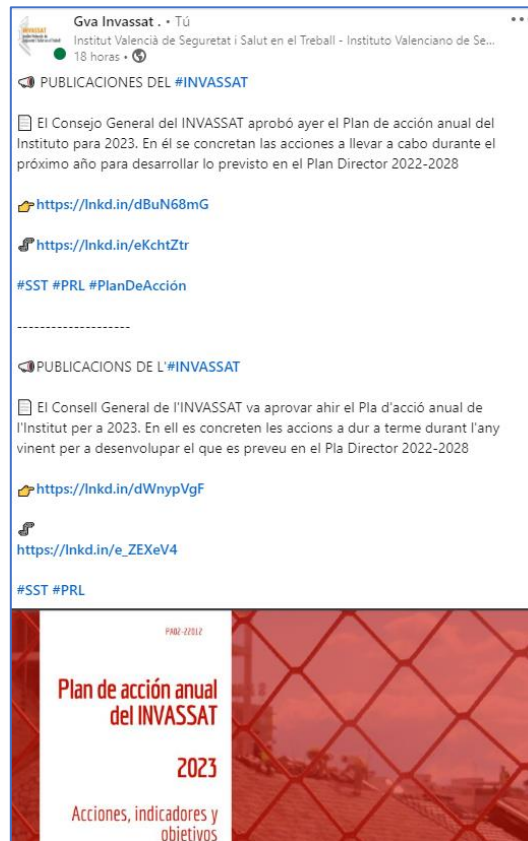 Gva Invassat . • Tú
Institut Valencià de Seguretat i Salut en el Treball - Instituto Valenciano de Se...
18 horas •
PUBLICACIONES DEL #INVASSAT
El Consejo General del INVASSAT aprobó ayer el Plan de acción anual del
Instituto para 2023. En él se concretan las acciones a llevar a cabo durante el
próximo año para desarrollar lo previsto en el Plan Director 2022-2028
https://lnkd.in/dBuN68mG
https://lnkd.in/eKchtZtr
#SST #PRL #PlanDeAcción
--------------------
PUBLICACIONS DE L'#INVASSAT
El Consell General de l'INVASSAT va aprovar ahir el Pla d'acció anual de
l'Institut per a 2023. En ell es concreten les accions a dur a terme durant l'any
vinent per a desenvolupar el que es preveu en el Pla Director 2022-2028
https://lnkd.in/dWnypVgF
https://lnkd.in/e_ZEXeV4
#SST #PRL
Plan de acción anual
del INVASSAT
2023
Acciones, indicadores y
objetivos